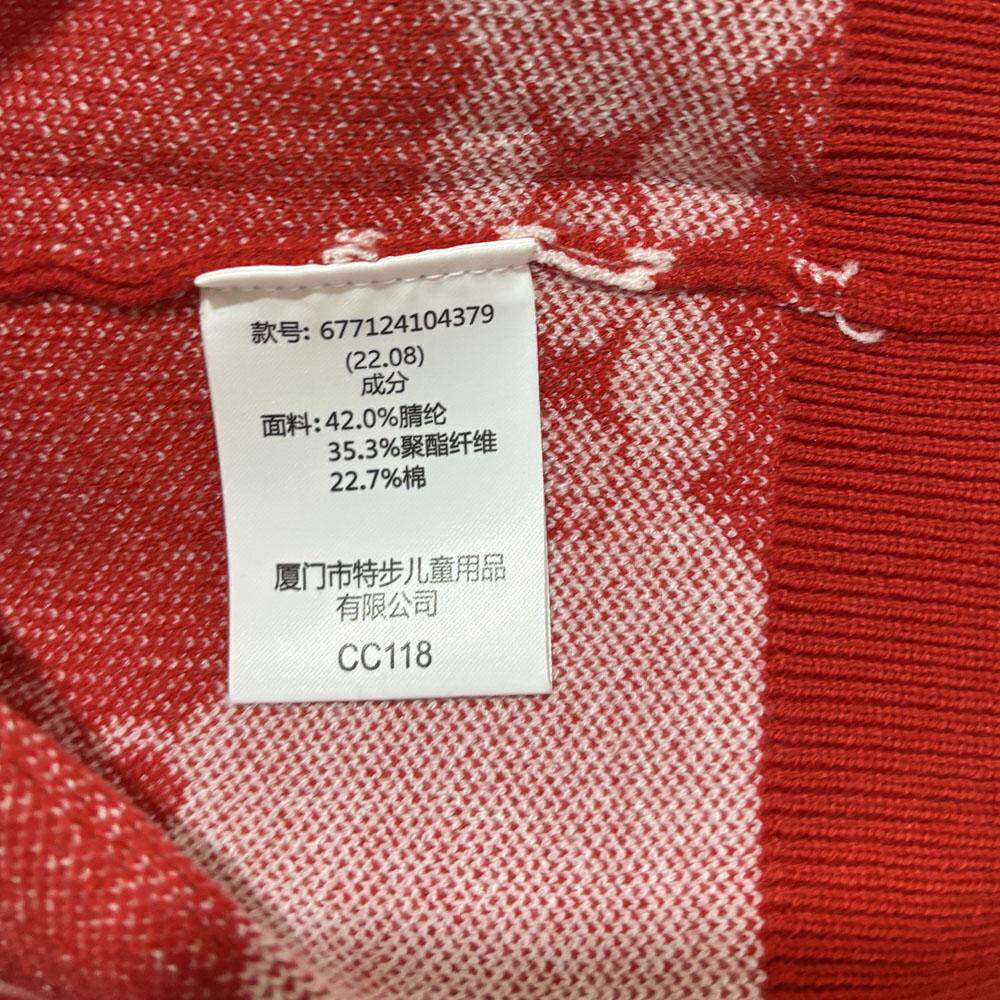 款号: 677124104379
(22.08)
成分
面料:42.0%腈纶
35.3%聚酯纤维
22.7%棉
厦门市特步儿童用品
有限公司
CC118